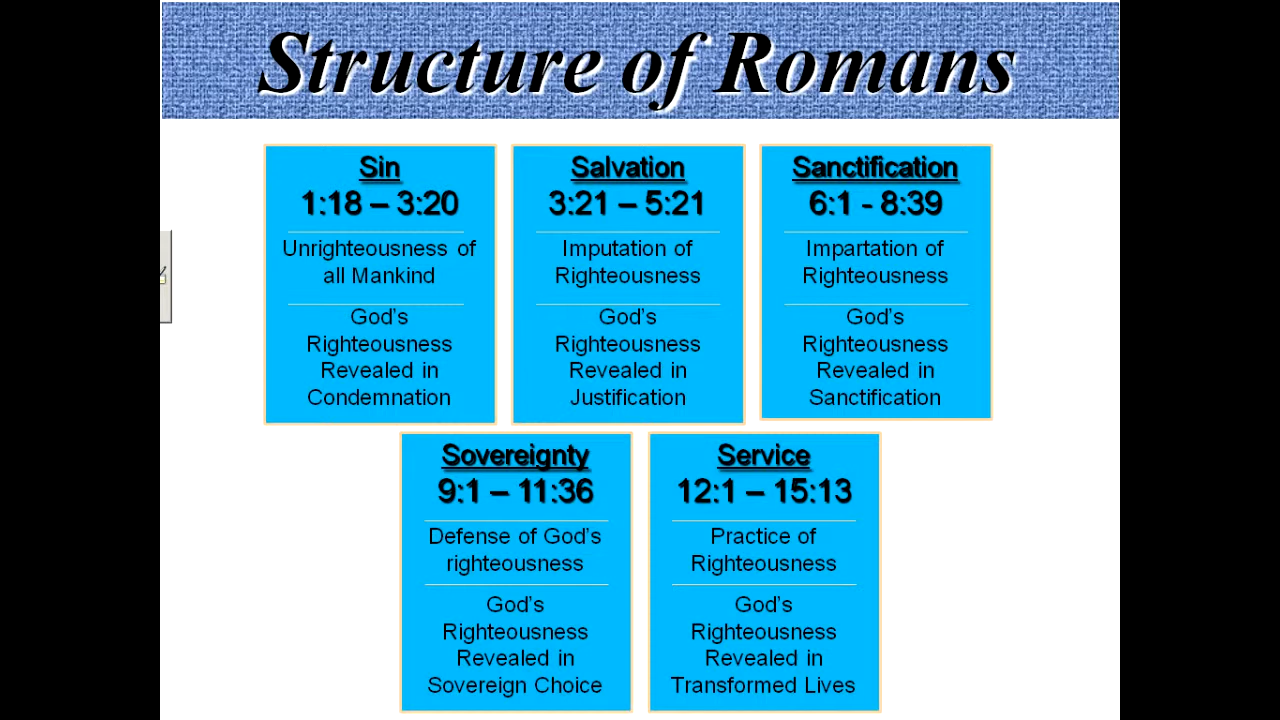 Structure of Romans
Sin
1:18 – 3:20
Unrighteousness of
all Mankind
God's
Righteousness
Revealed in
Condemnation
Salvation
3:21 – 5:21
Imputation of
Righteousness
God's
Righteousness
Revealed in
Justification
Sanctification
6:1 - 8:39
Impartation of
Righteousness
God's
Righteousness
Revealed in
Sanctification
Sovereignty
9:1 – 11:36
Defense of God's
righteousness
God's
Righteousness
Revealed in
Sovereign Choice
Service
12:1 – 15:13
Practice of
Righteousness
God's
Righteousness
Revealed in
Transformed Lives